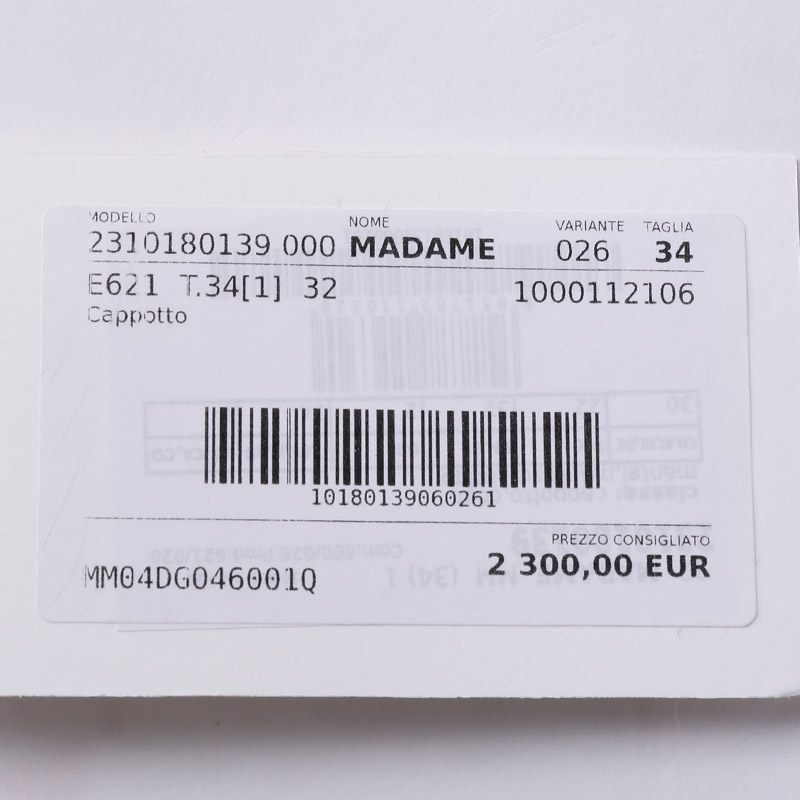 MODELLO NOME VARIANTE TAGLIA
2310180139 000 MADAME 026 34
E621 T.34[1] 32 1000112106
Cappotto
10180139060261
PREZZO CONSIGLIATO
MM04DG046001Q 2 300,00 EUR